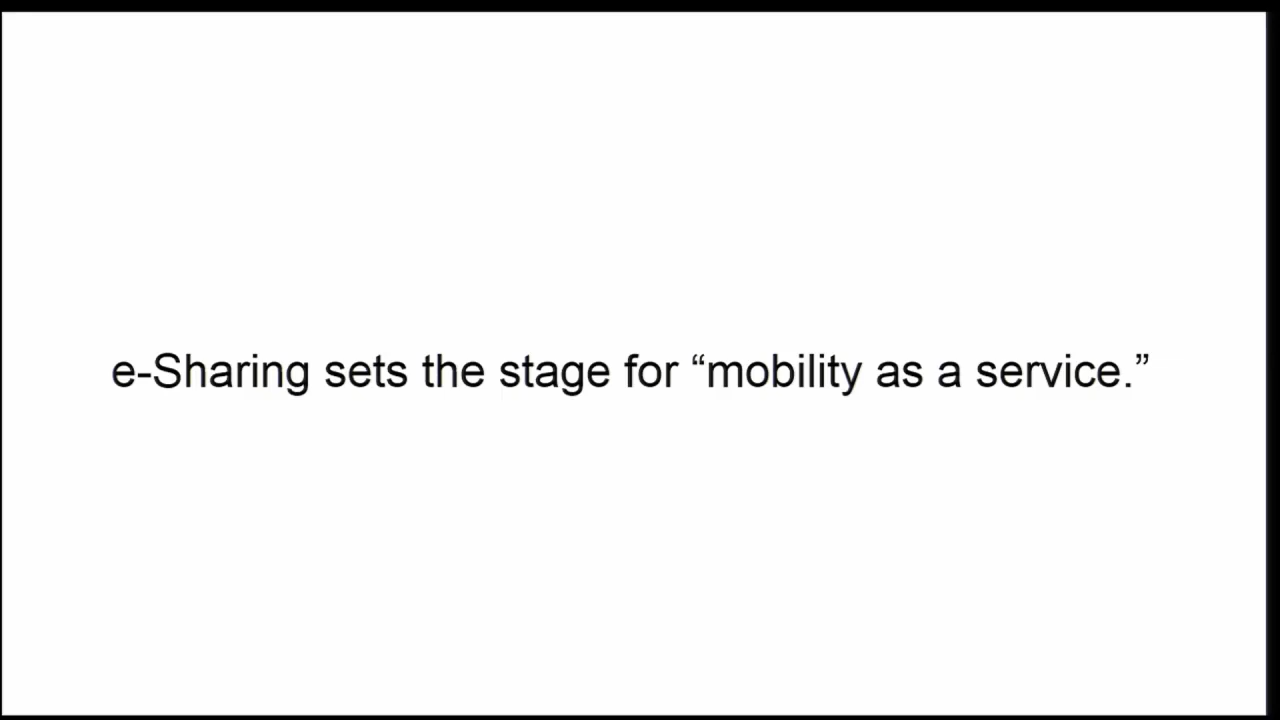 e-Sharing sets the stage for “mobility as a service.”